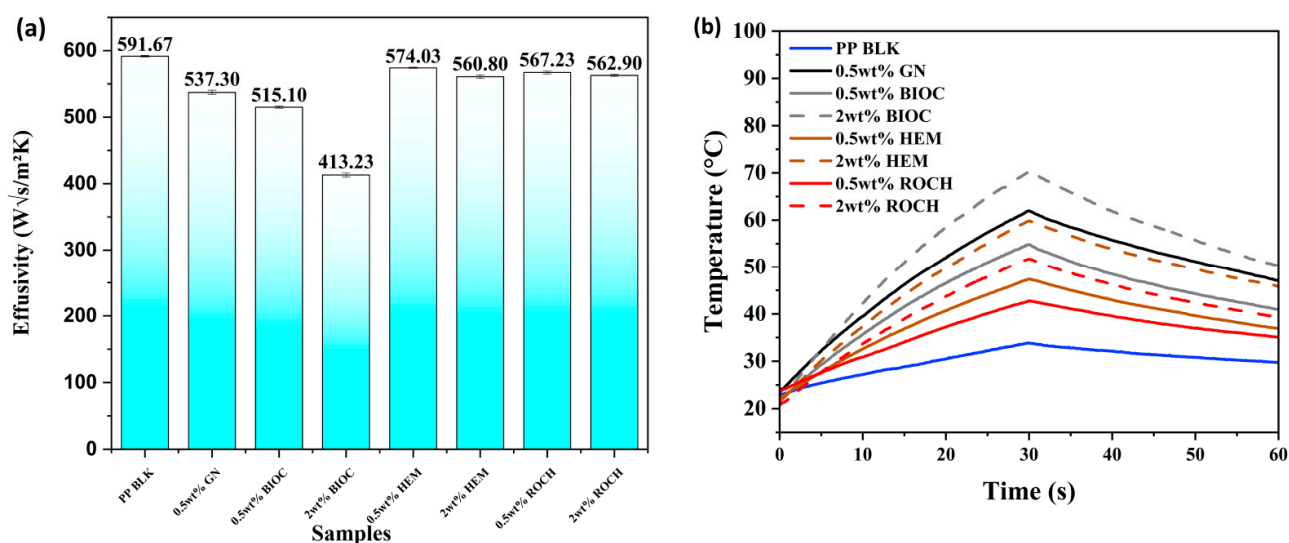 (a)
591.67
537.30
515.10
413.23
574.03
560.80
567.23
562.90
600
500
400
300
200
100
0
Effusivity (W√s/m²K)
PP BLK
0.5wt% GN
0.5wt% BIOC
2wt% BIOC
0.5wt% HEM
2wt% HEM
0.5wt% ROCH
2wt% ROCH
Samples
(b)
100
90
80
70
60
50
40
30
20
Temperature (°C)
PP BLK
0.5wt% GN
0.5wt% BIOC
2wt% BIOC
0.5wt% HEM
2wt% HEM
0.5wt% ROCH
2wt% ROCH
0 10 20 30 40 50 60
Time (s)